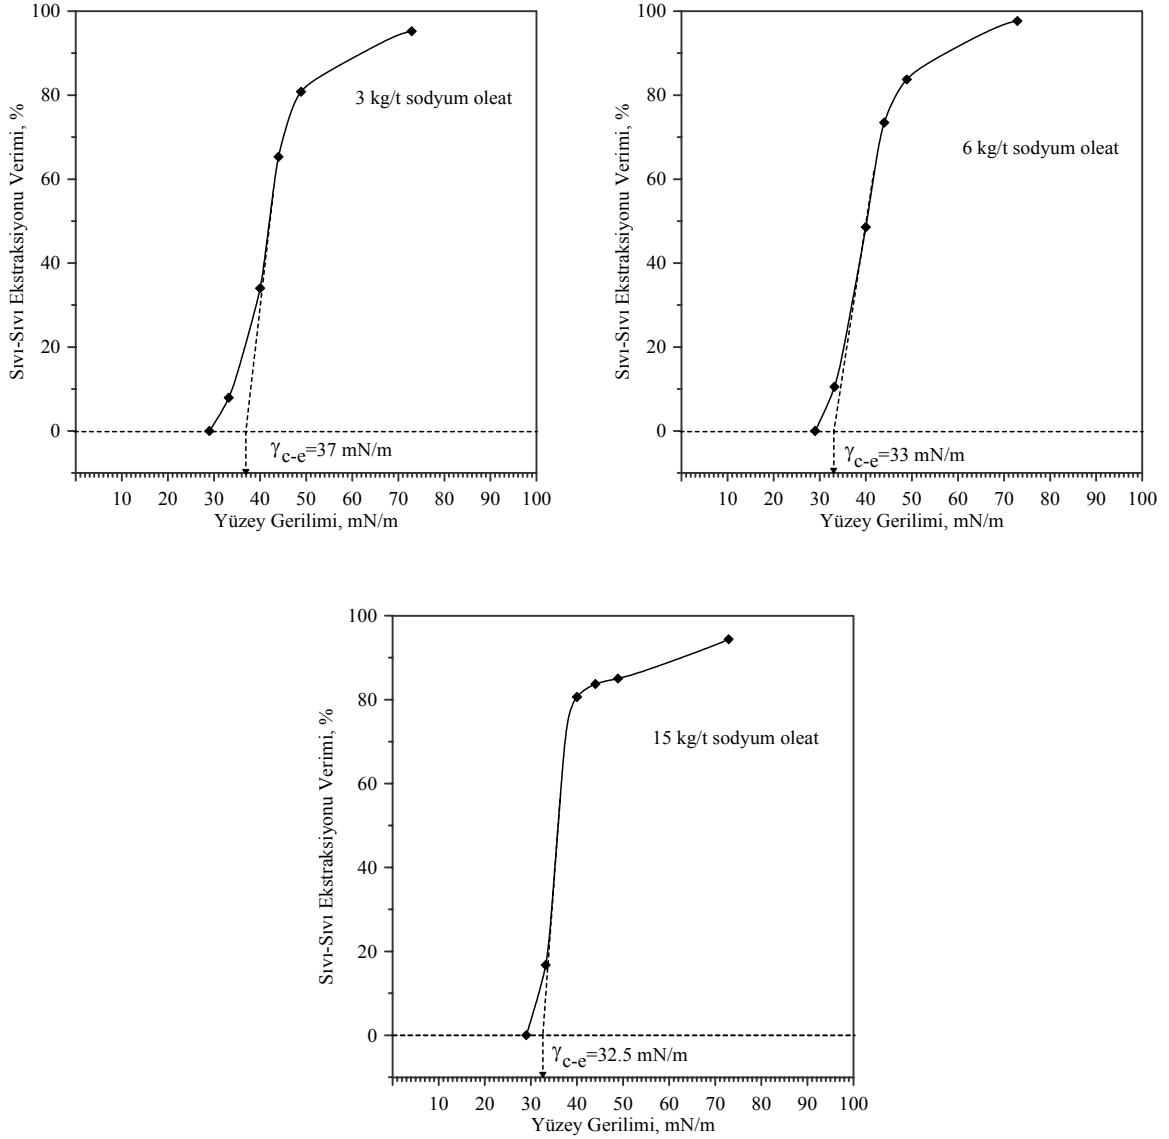 100
80
60
40
20
0
Sıvı-Sıvı Ekstraksiyonu Verimi, %
3 kg/t sodyum oleat
γc-e=37 mN/m
10 20 30 40 50 60 70 80 90 100
Yüzey Gerilimi, mN/m
100
80
60
40
20
0
Sıvı-Sıvı Ekstraksiyonu Verimi, %
6 kg/t sodyum oleat
γc-e=33 mN/m
10 20 30 40 50 60 70 80 90 100
Yüzey Gerilimi, mN/m
100
80
60
40
20
0
Sıvı-Sıvı Ekstraksiyonu Verimi, %
15 kg/t sodyum oleat
γc-e=32.5 mN/m
10 20 30 40 50 60 70 80 90 100
Yüzey Gerilimi, mN/m